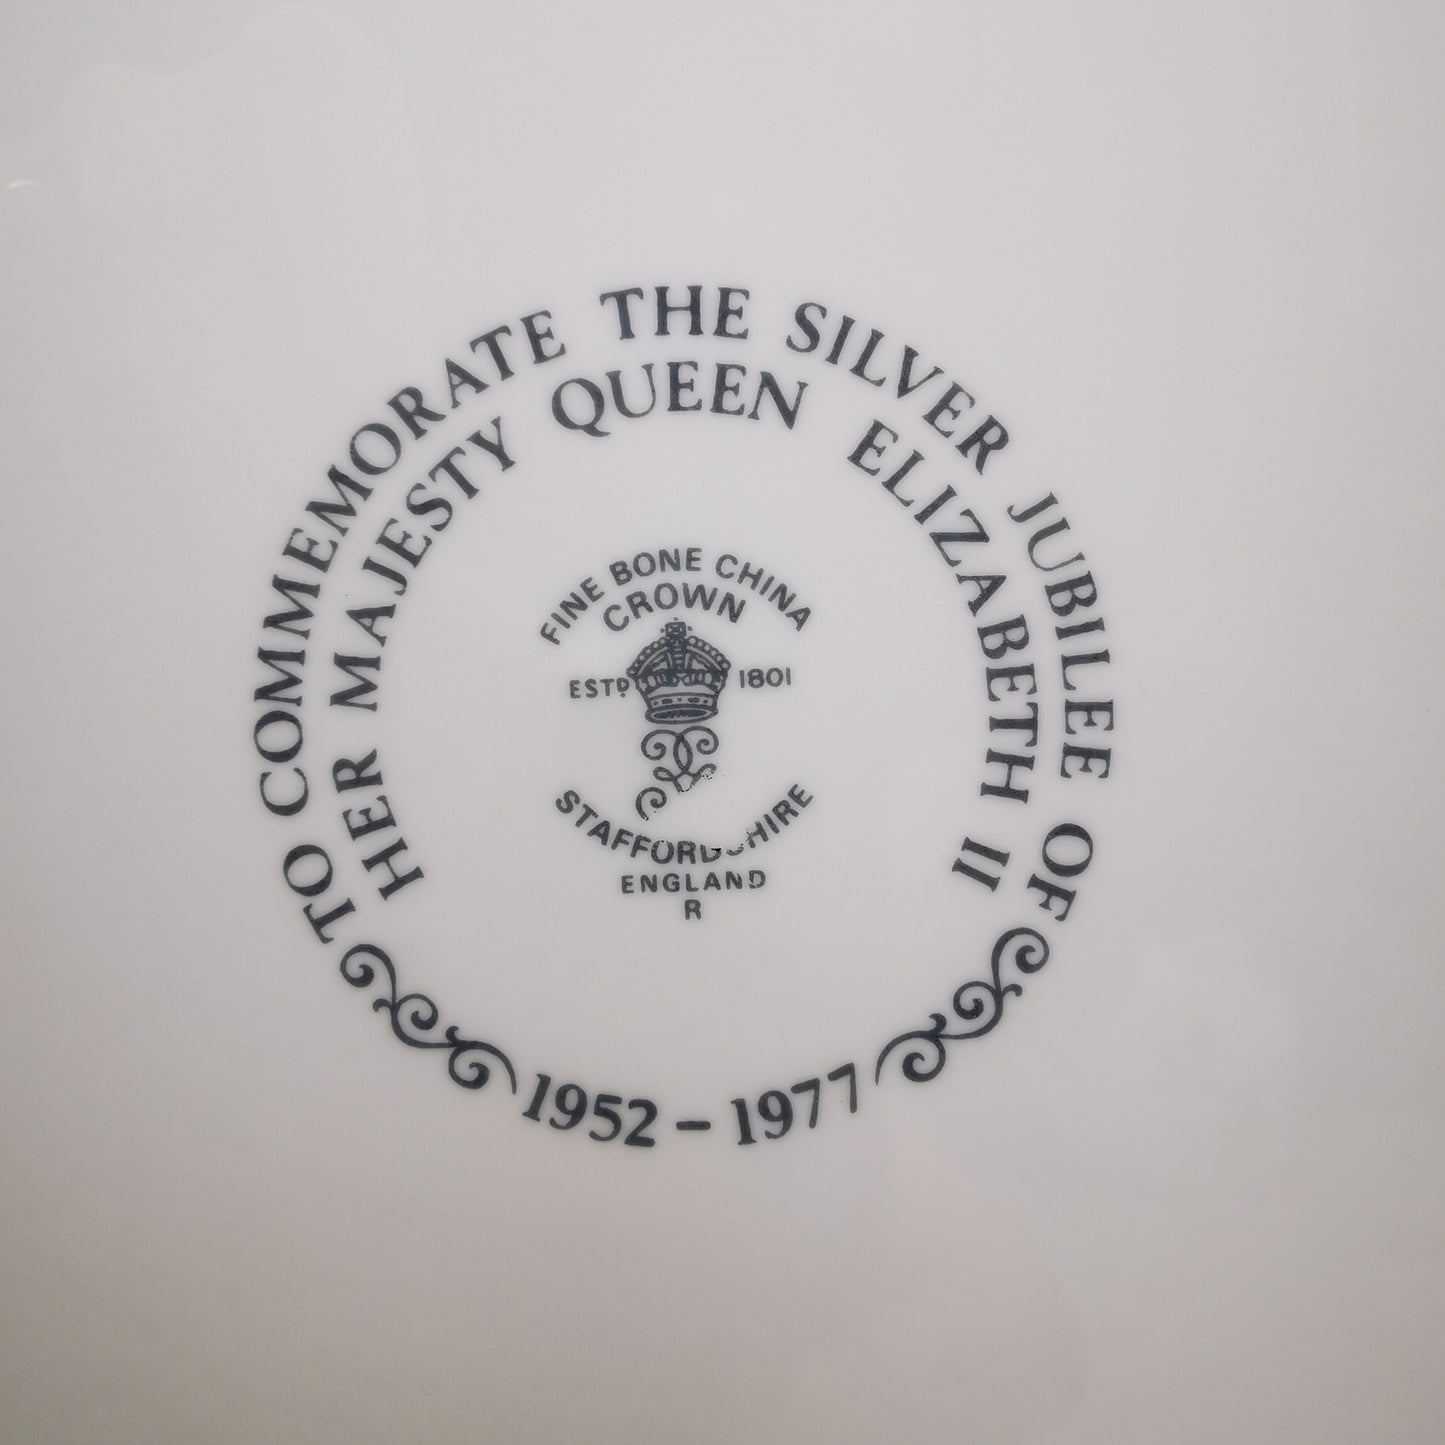 TO COMMEMORATE THE SILVER JUBILEE OF
HER MAJESTY QUEEN ELIZABETH II
FINE BONE CHINA
CROWN
ESTD 1801
STAFFORDSHIRE
ENGLAND
R
1952 – 1977